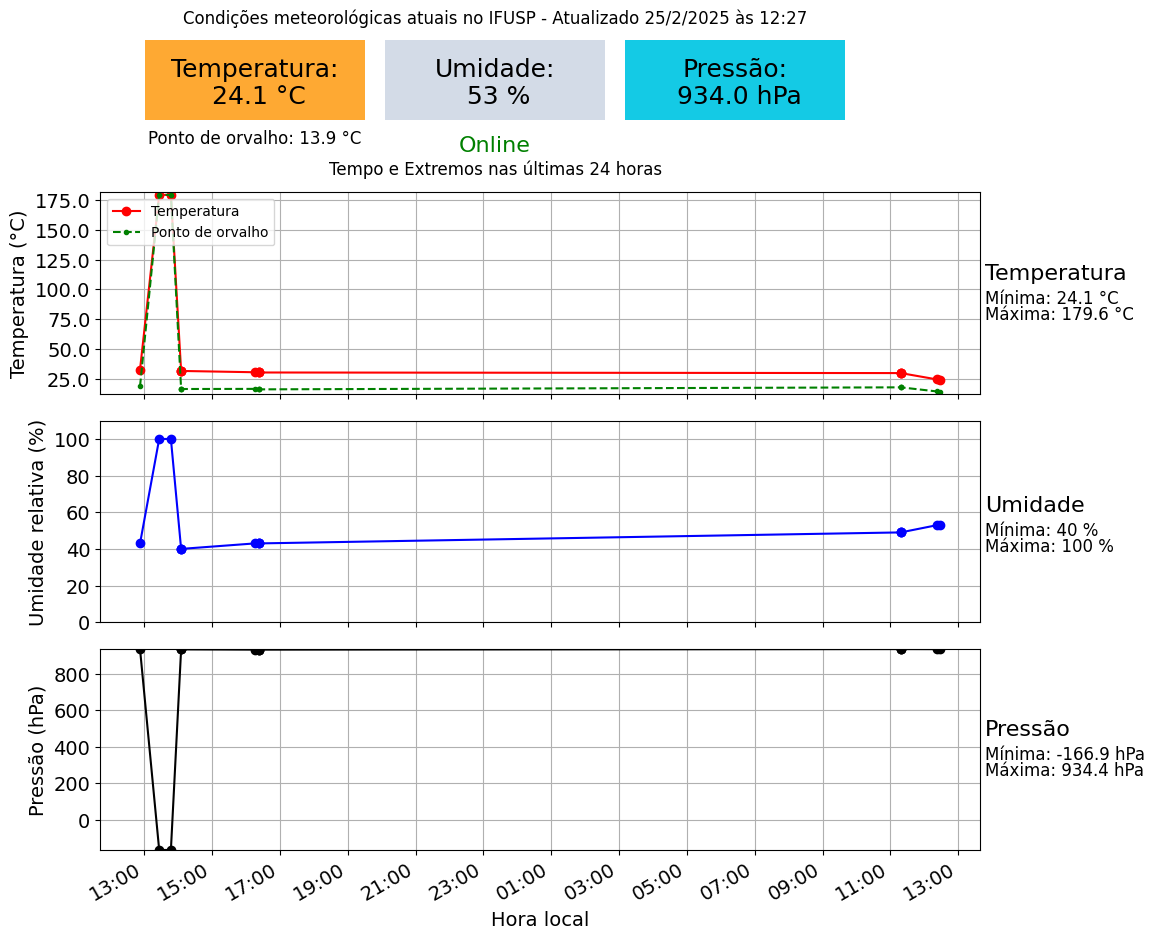 Condições meteorológicas atuais no IFUSP - Atualizado 25/2/2025 às 12:27
Temperatura:
24.1 °C
Umidade:
53 %
Pressão:
934.0 hPa
Ponto de orvalho: 13.9 °C
Online
Tempo e Extremos nas últimas 24 horas
Temperatura (°C)
175.0
150.0
125.0
100.0
75.0
50.0
25.0
Temperatura
Ponto de orvalho
Temperatura
Mínima: 24.1 °C
Máxima: 179.6 °C
Umidade relativa (%)
100
80
60
40
20
0
Umidade
Mínima: 40 %
Máxima: 100 %
Pressão (hPa)
800
600
400
200
0
Pressão
Mínima: -166.9 hPa
Máxima: 934.4 hPa
13:00
15:00
17:00
19:00
21:00
23:00
01:00
03:00
05:00
07:00
09:00
11:00
13:00
Hora local